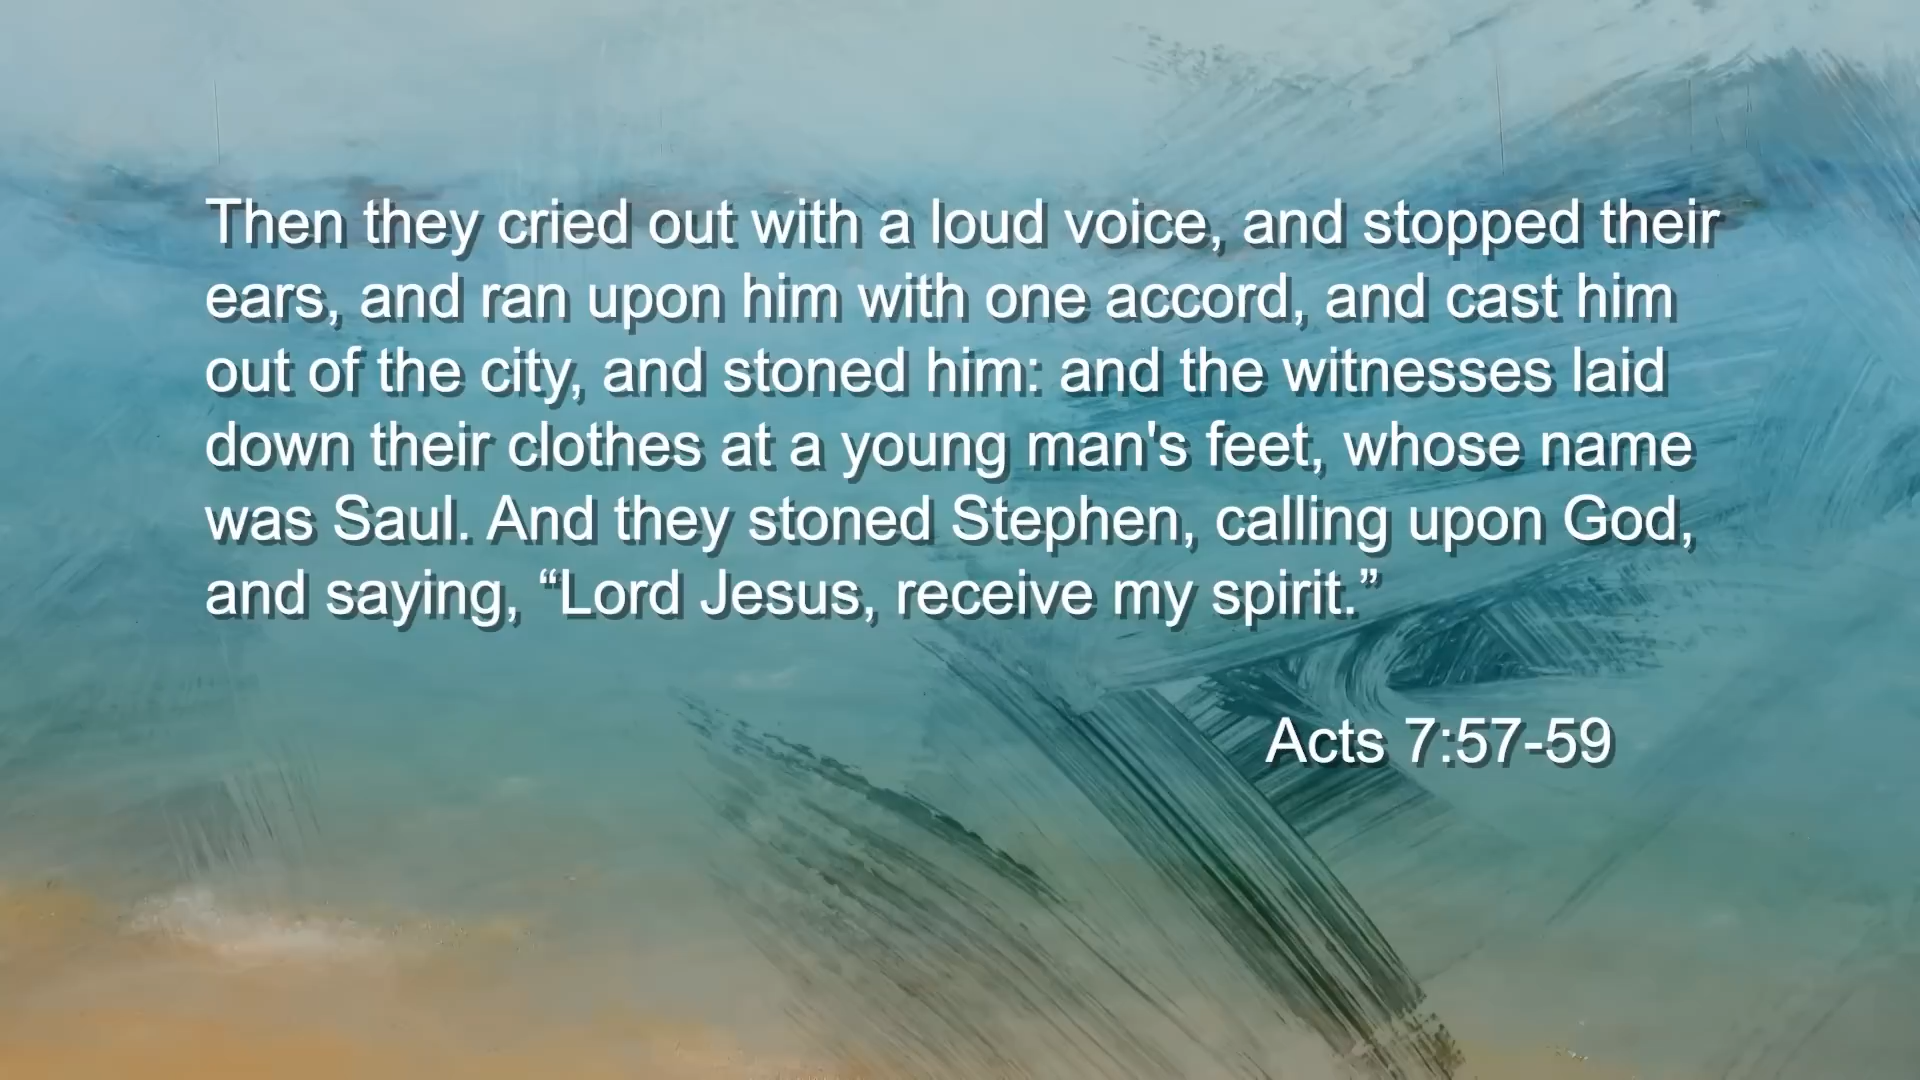 Then they cried out with a loud voice, and stopped their
ears, and ran upon him with one accord, and cast him
out of the city, and stoned him: and the witnesses laid
down their clothes at a young man's feet, whose name
was Saul. And they stoned Stephen, calling upon God,
and saying, “Lord Jesus, receive my spirit.”
Acts 7:57-59